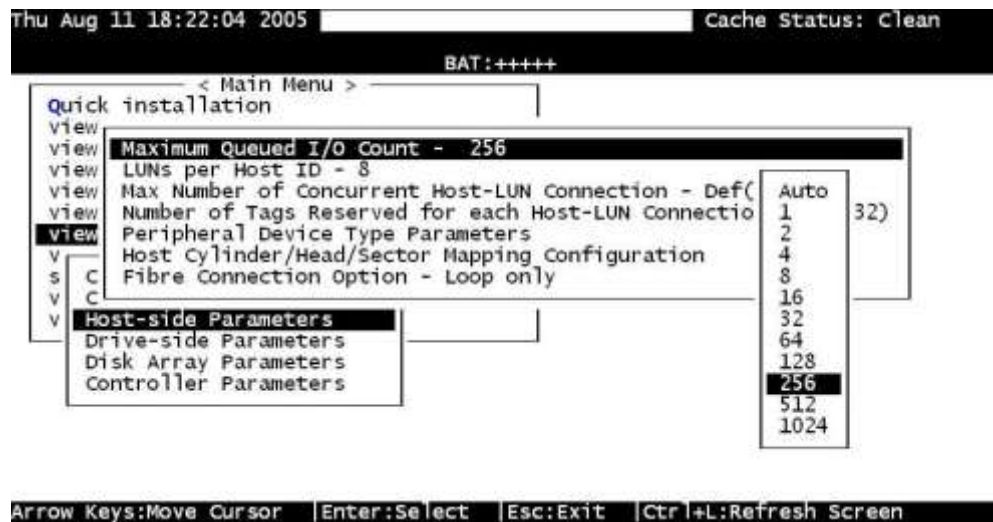 Thu Aug 11 18:22:04 2005 Cache Status: Clean
BAT:+++++
< Main Menu >
Quick installation
view
view Maximum Queued I/O Count - 256
view LUNs per Host ID - 8
view Max Number of Concurrent Host-LUN Connection - Def( Auto
view Number of Tags Reserved for each Host-LUN Connectio 1 32)
view Peripheral Device Type Parameters 2
v Host Cylinder/Head/Sector Mapping Configuration 4
s C Fibre Connection Option - Loop only 8
v C 16
v Host-side Parameters 32
Drive-side Parameters 64
Disk Array Parameters 128
Controller Parameters 256
512
1024
Arrow Keys:Move Cursor |Enter:Select |Esc:Exit |Ctrl+L:Refresh Screen